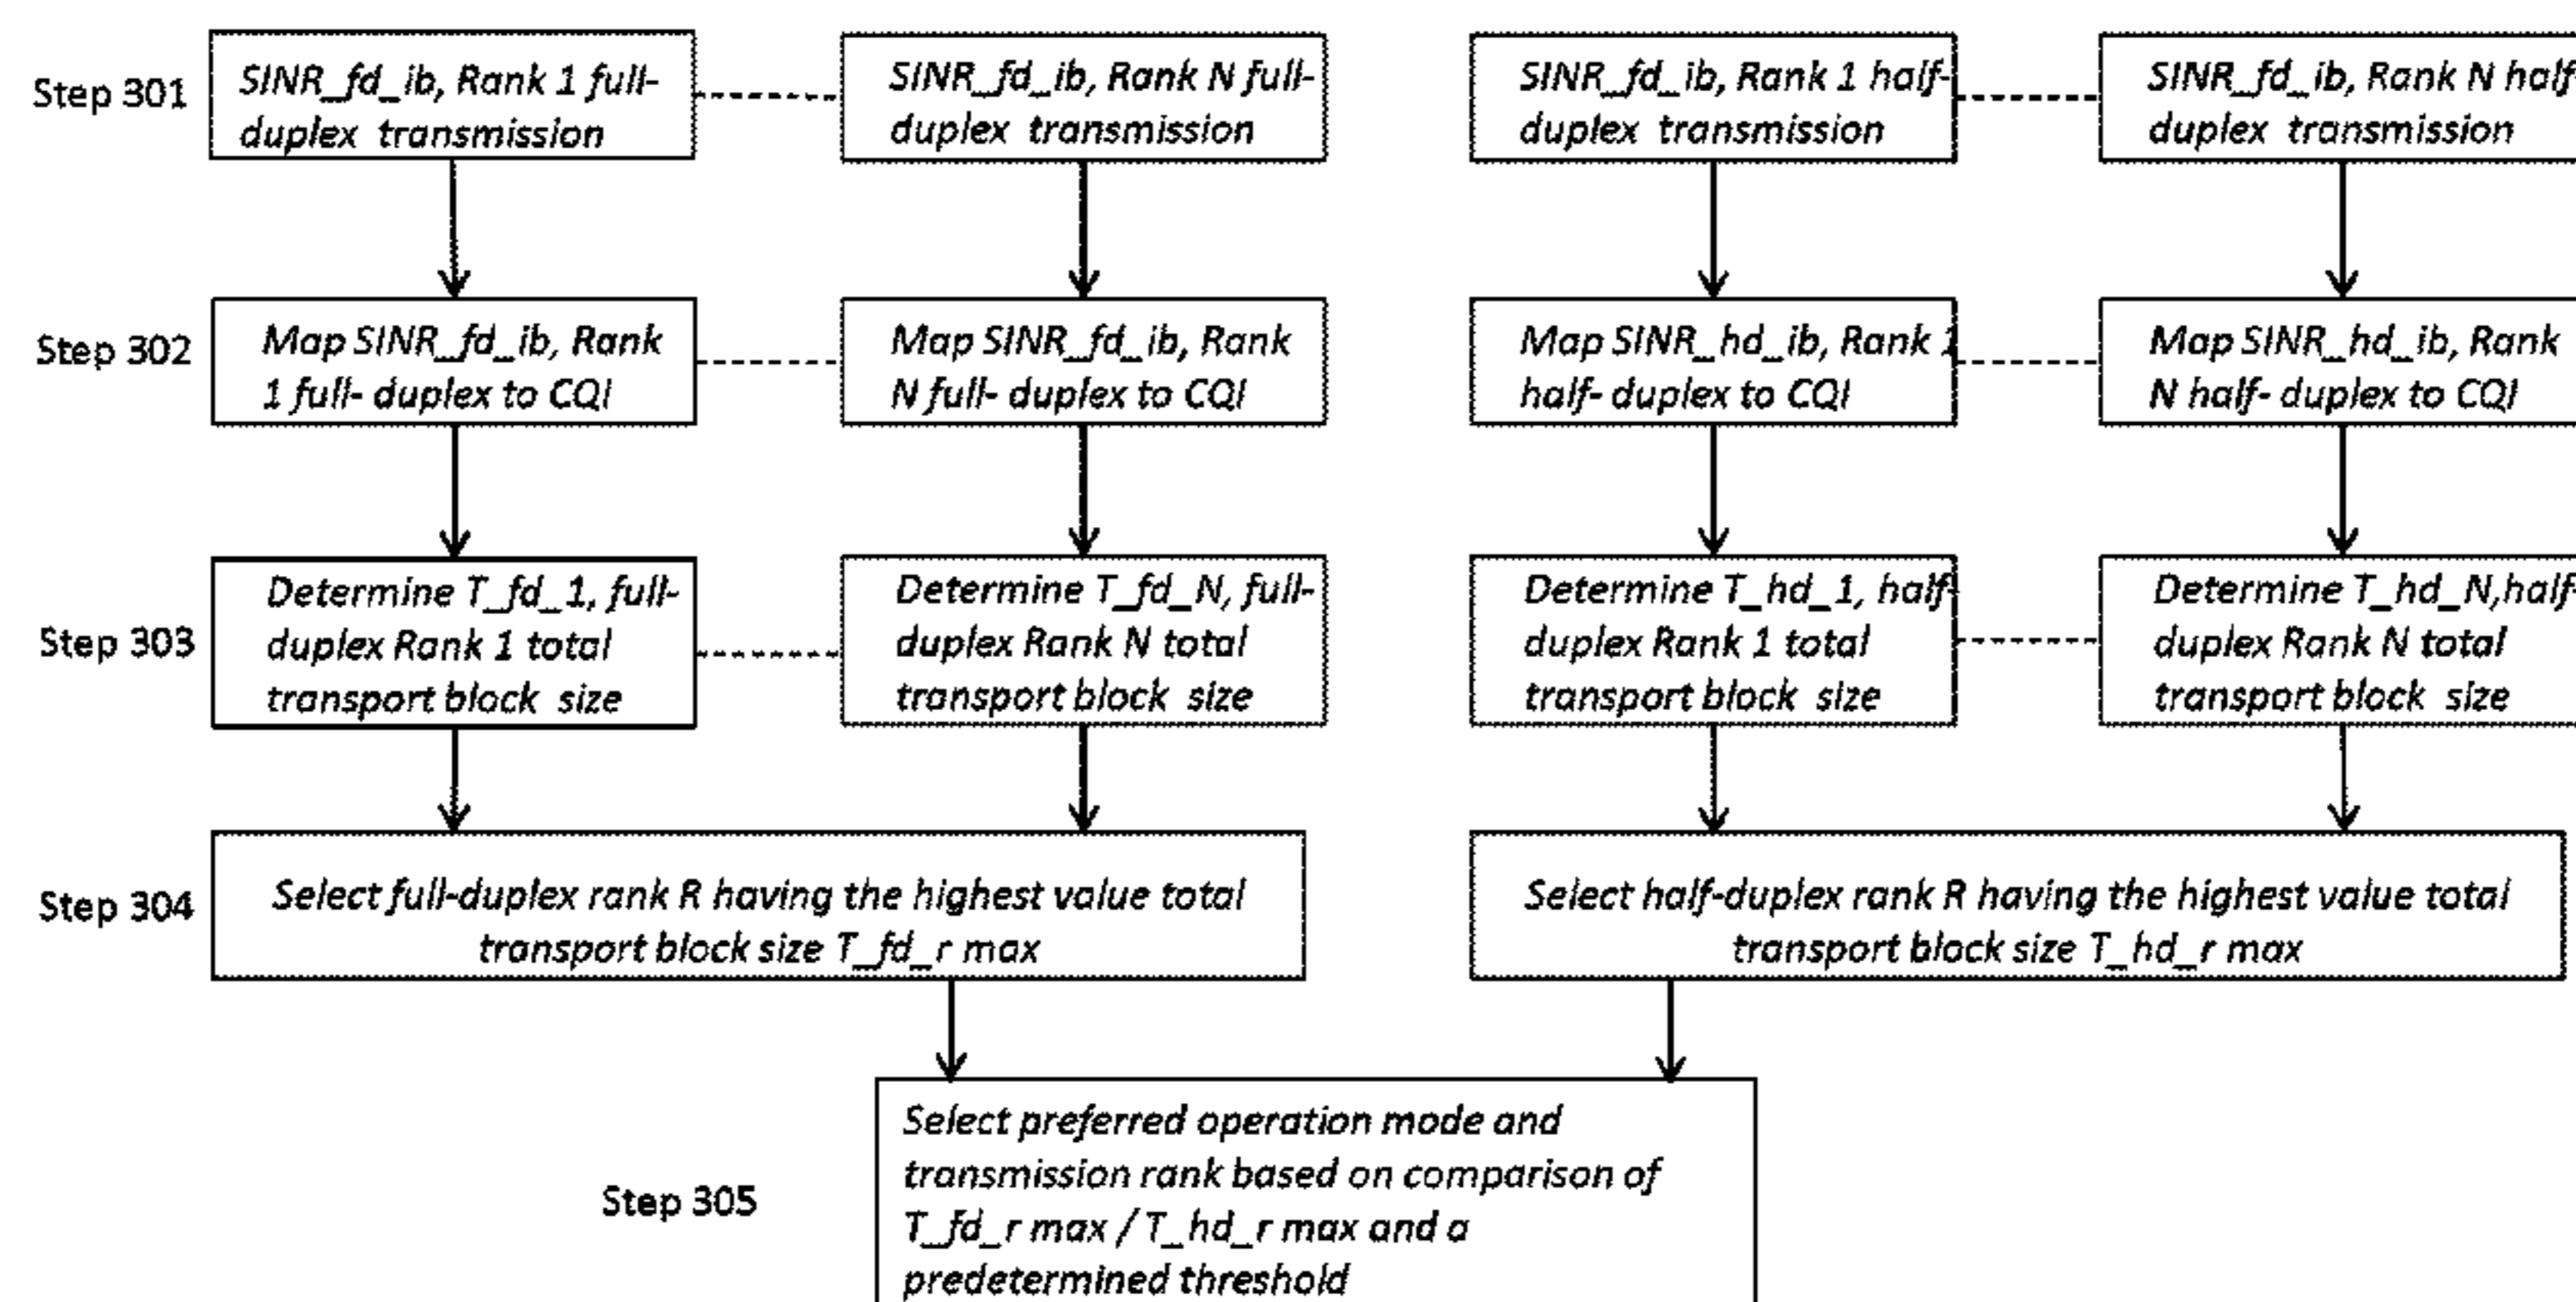 Step 301
SINR_fd_ib, Rank 1 full-
duplex transmission
SINR_fd_ib, Rank N full-
duplex transmission
SINR_fd_ib, Rank 1 half-
duplex transmission
SINR_fd_ib, Rank N half-
duplex transmission
Step 302
Map SINR_fd_ib, Rank
1 full- duplex to CQI
Map SINR_fd_ib, Rank
N full- duplex to CQI
Map SINR_hd_ib, Rank 1
half- duplex to CQI
Map SINR_hd_ib, Rank
N half- duplex to CQI
Step 303
Determine T_fd_1, full-
duplex Rank 1 total
transport block size
Determine T_fd_N, full-
duplex Rank N total
transport block size
Determine T_hd_1, half-
duplex Rank 1 total
transport block size
Determine T_hd_N,half-
duplex Rank N total
transport block size
Step 304
Select full-duplex rank R having the highest value total
transport block size T_fd_r max
Select half-duplex rank R having the highest value total
transport block size T_hd_r max
Step 305
Select preferred operation mode and
transmission rank based on comparison of
T_fd_r max / T_hd_r max and a
predetermined threshold